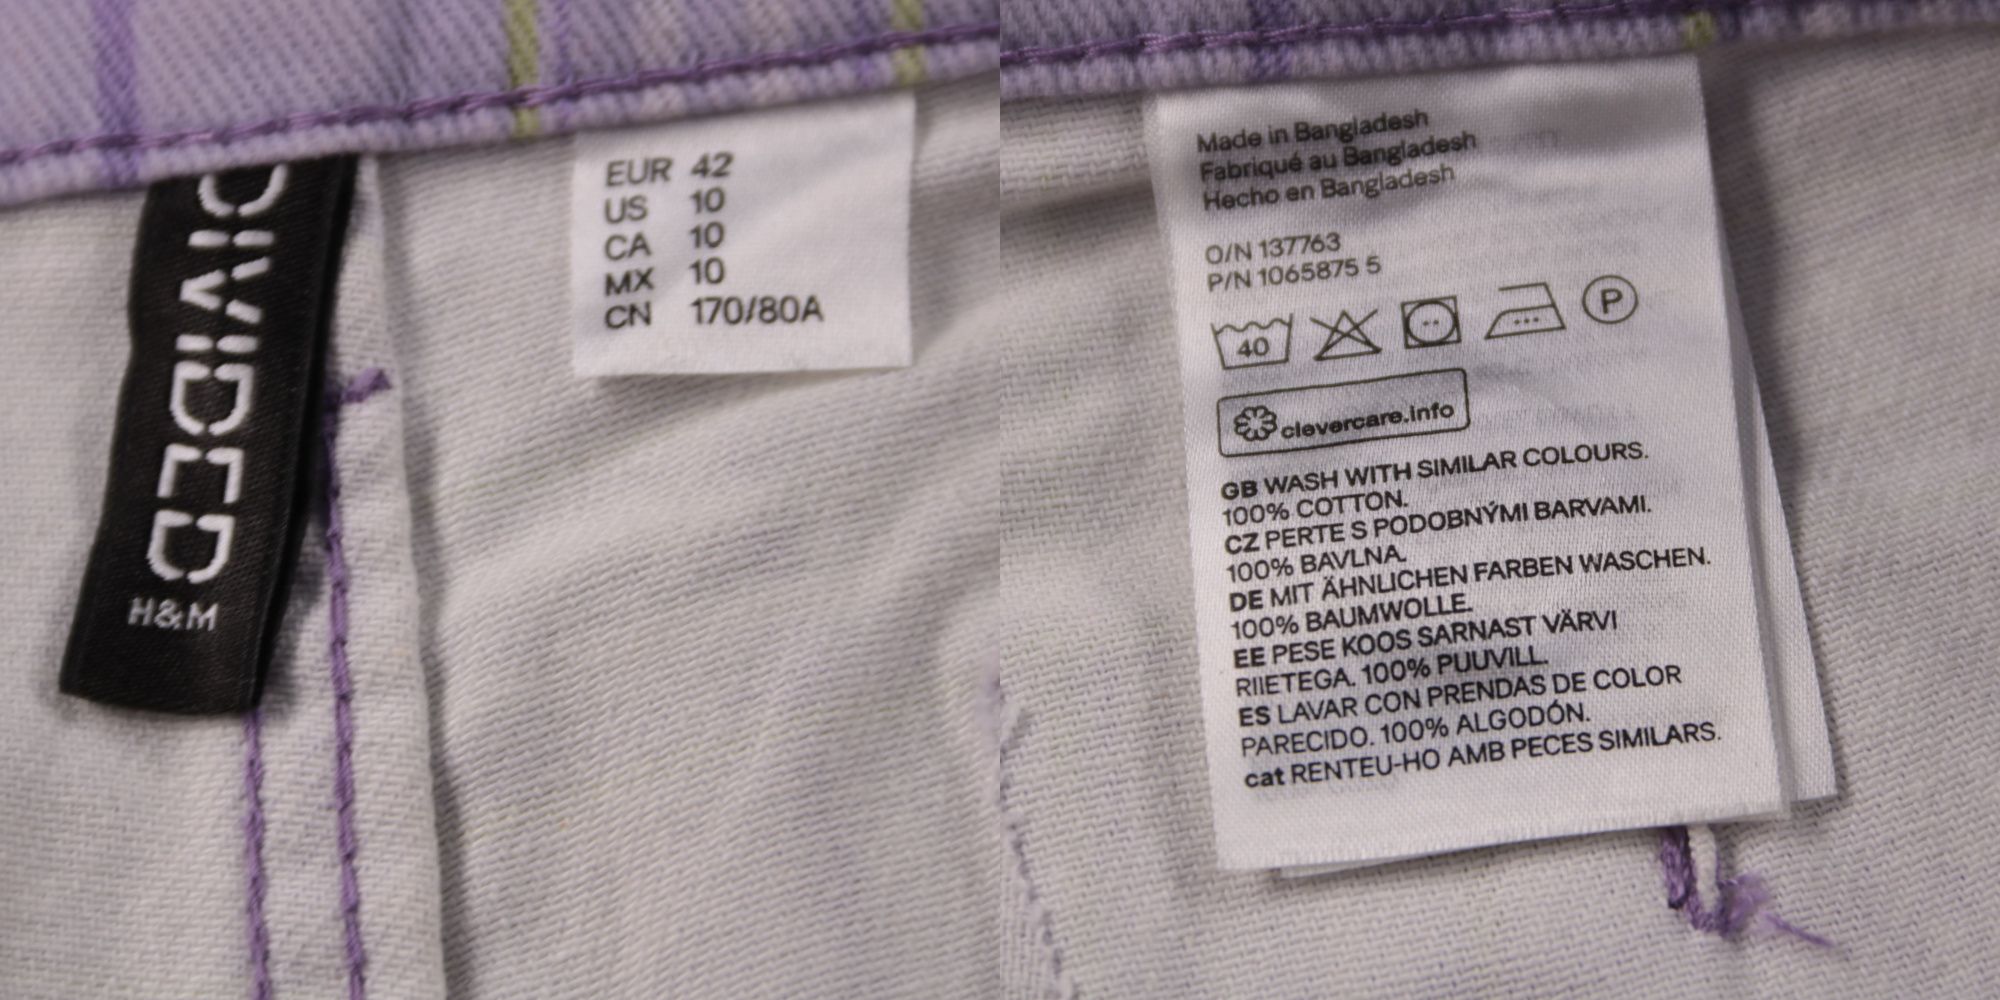 DIVIDED
H&M
EUR 42
US 10
CA 10
MX 10
CN 170/80A
Made in Bangladesh
Fabriqué au Bangladesh
Hecho en Bangladesh
O/N 137763
P/N 1065875 5
40 P
clevercare.info
GB WASH WITH SIMILAR COLOURS.
100% COTTON.
CZ PERTE S PODOBNÝMI BARVAMI.
100% BAVLNA.
DE MIT ÄHNLICHEN FARBEN WASCHEN.
100% BAUMWOLLE.
EE PESE KOOS SARNAST VÄRVI
RIIETEGA. 100% PUUVILL.
ES LAVAR CON PRENDAS DE COLOR
PARECIDO. 100% ALGODÓN.
cat RENTEU-HO AMB PECES SIMILARS.